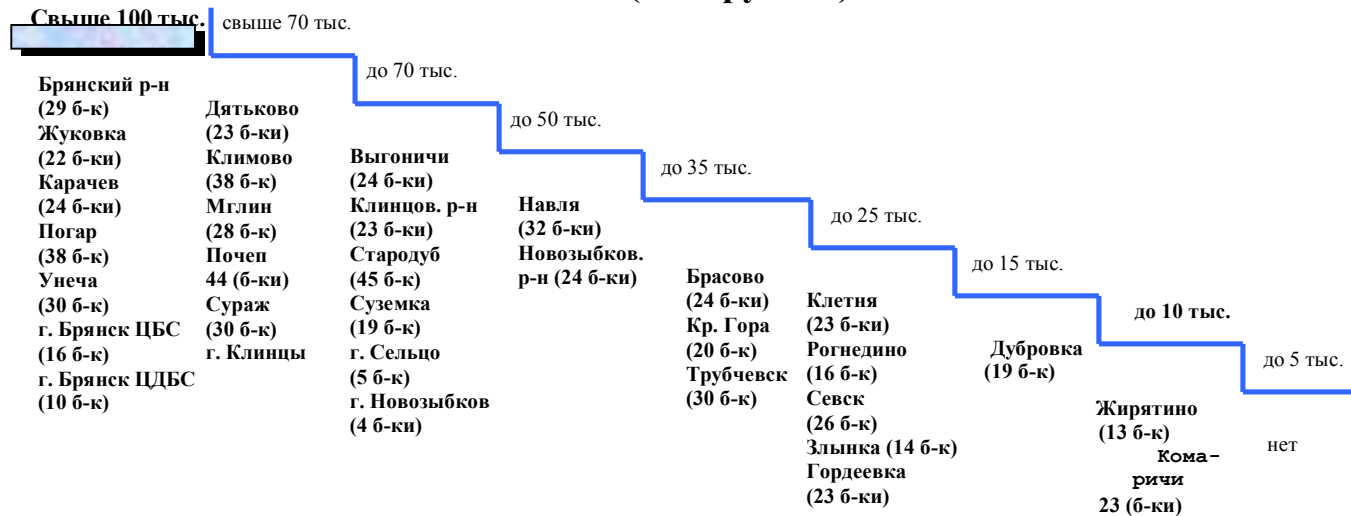 Свыше 100 тыс.
свыше 70 тыс.
до 70 тыс.
до 50 тыс.
до 35 тыс.
до 25 тыс.
до 15 тыс.
до 10 тыс.
до 5 тыс.
Брянский р-н
(29 б-к)
Жуковка
(22 б-ки)
Карачев
(24 б-ки)
Погар
(38 б-к)
Унеча
(30 б-к)
г. Брянск ЦБС
(16 б-к)
г. Брянск ЦДБС
(10 б-к)
Дятьково
(23 б-ки)
Климово
(38 б-к)
Мглин
(28 б-к)
Почеп
44 (б-ки)
Сураж
(30 б-к)
г. Клинцы
Выгоничи
(24 б-ки)
Клинцов. р-н
(23 б-ки)
Стародуб
(45 б-к)
Суземка
(19 б-к)
г. Сельцо
(5 б-к)
г. Новозыбков
(4 б-ки)
Навля
(32 б-ки)
Новозыбков.
р-н (24 б-ки)
Брасово
(24 б-ки)
Кр. Гора
(20 б-к)
Трубчевск
(30 б-к)
Клетня
(23 б-ки)
Рогнедино
(16 б-к)
Севск
(26 б-к)
Злынка (14 б-к)
Гордеевка
(23 б-ки)
Дубровка
(19 б-к)
Жирятино
(13 б-к)
Кома-
ричи
23 (б-ки)
нет